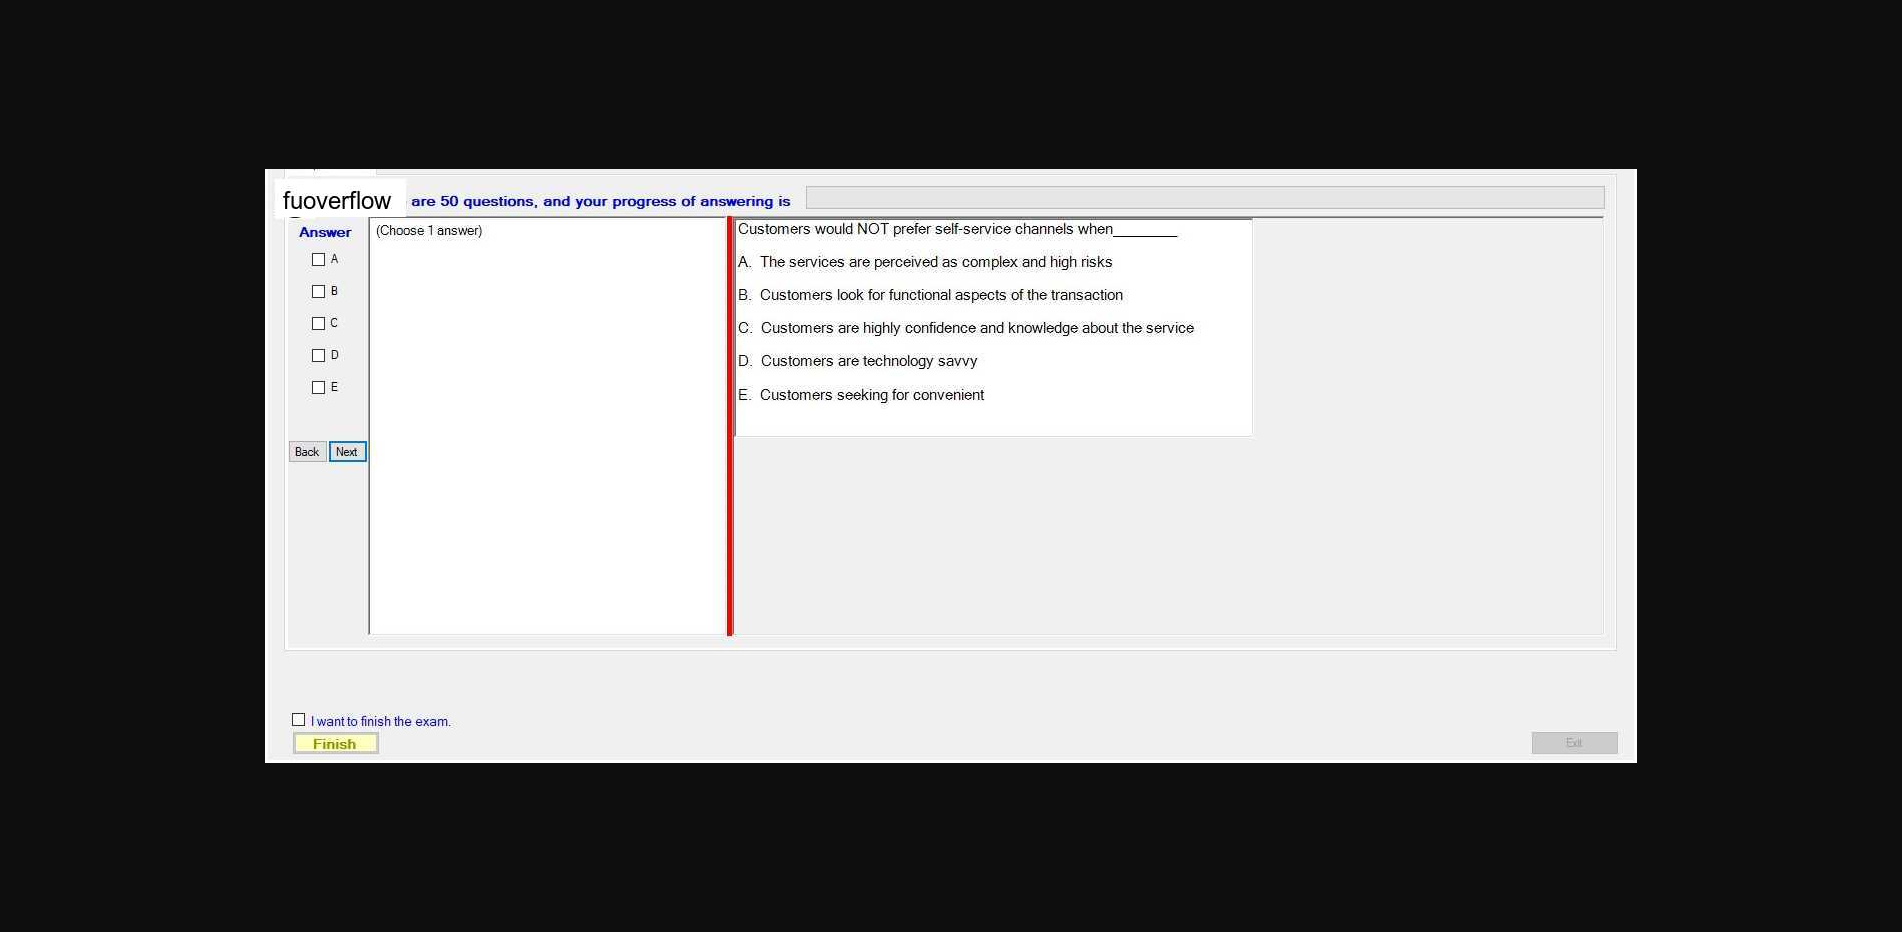 fuoverflow are 50 questions, and your progress of answering is
Answer
(Choose 1 answer)
A
B
C
D
E
Back Next
Customers would NOT prefer self-service channels when________
A. The services are perceived as complex and high risks
B. Customers look for functional aspects of the transaction
C. Customers are highly confidence and knowledge about the service
D. Customers are technology savvy
E. Customers seeking for convenient
I want to finish the exam.
Finish
Exit